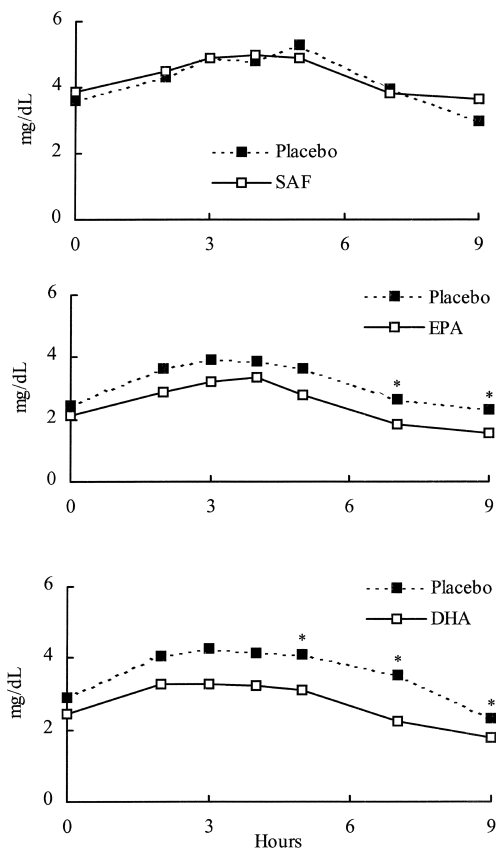 6
4
mg/dL
2
Placebo
SAF
0
0 3 6 9
6
Placebo
EPA
4
mg/dL
* *
2
0
0 3 6 9
6
Placebo
DHA
4
* * *
mg/dL
2
0
0 3 6 9
Hours